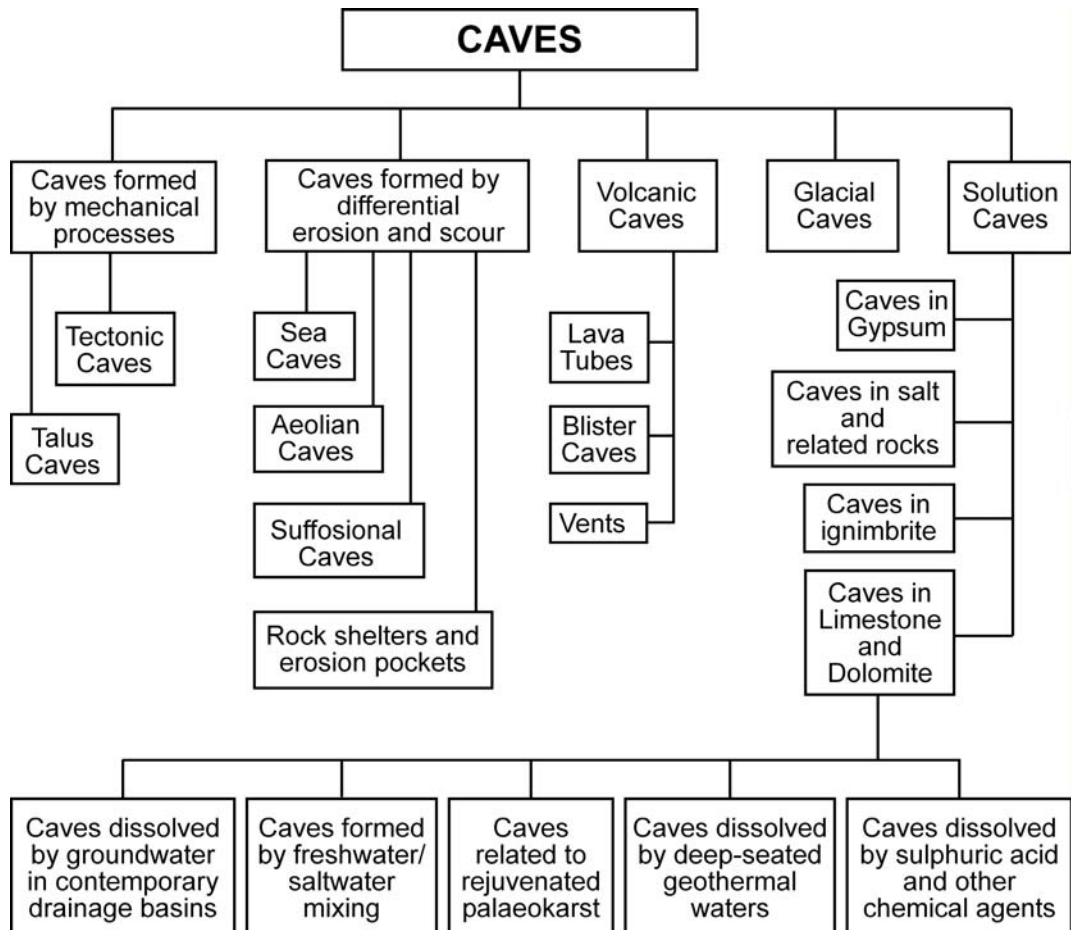 CAVES
Caves formed
by mechanical
processes
Caves formed by
differential
erosion and scour
Volcanic
Caves
Glacial
Caves
Solution
Caves
Tectonic
Caves
Talus
Caves
Sea
Caves
Aeolian
Caves
Suffosional
Caves
Rock shelters and
erosion pockets
Lava
Tubes
Blister
Caves
Vents
Caves in
Gypsum
Caves in salt
and
related rocks
Caves in
ignimbrite
Caves in
Limestone
and
Dolomite
Caves dissolved
by groundwater
in contemporary
drainage basins
Caves formed
by freshwater/
saltwater
mixing
Caves
related to
rejuvenated
palaeokarst
Caves dissolved
by deep-seated
geothermal
waters
Caves dissolved
by sulphuric acid
and other
chemical agents